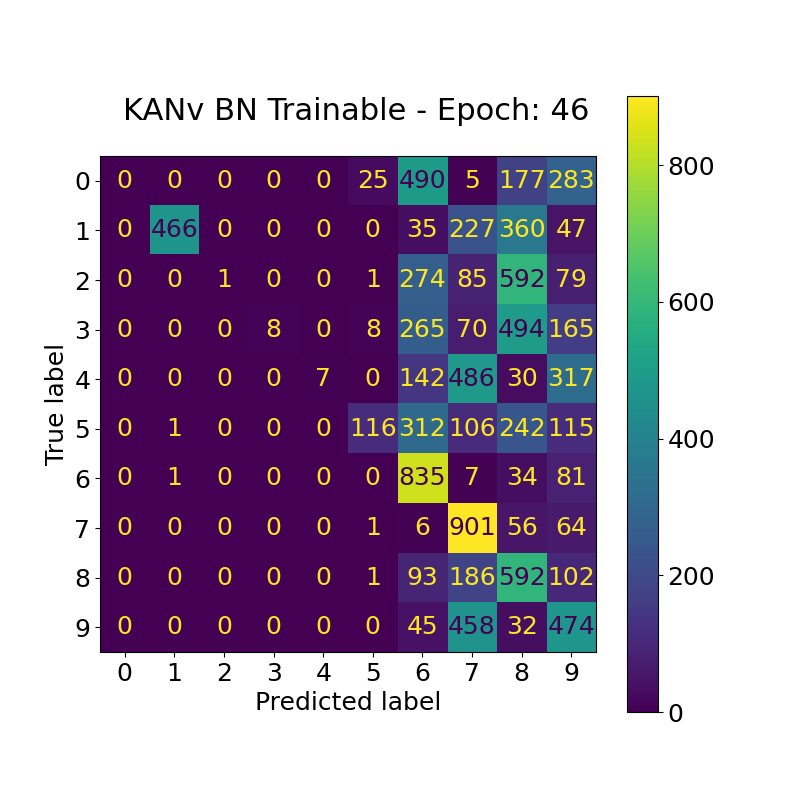 KANv BN Trainable - Epoch: 46
0 0 0 0 0 0 25 490 5 177 283
1 0 466 0 0 0 0 35 227 360 47
2 0 0 1 0 0 1 274 85 592 79
3 0 0 0 8 0 8 265 70 494 165
4 0 0 0 0 7 0 142 486 30 317
5 0 1 0 0 0 116 312 106 242 115
6 0 1 0 0 0 0 835 7 34 81
7 0 0 0 0 0 1 6 901 56 64
8 0 0 0 0 0 1 93 186 592 102
9 0 0 0 0 0 0 45 458 32 474
0 1 2 3 4 5 6 7 8 9
Predicted label
True label
800
600
400
200
0